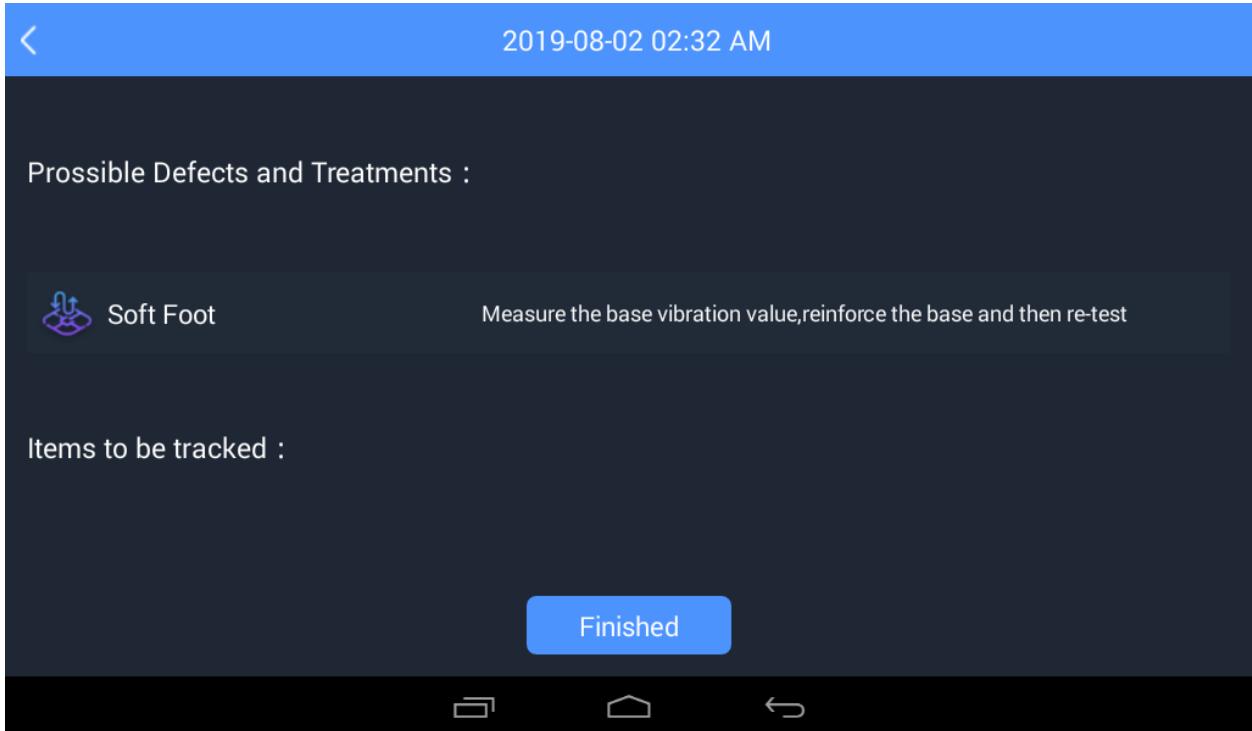 2019-08-02 02:32 AM
Prossible Defects and Treatments :
Soft Foot
Measure the base vibration value,reinforce the base and then re-test
Items to be tracked :
Finished